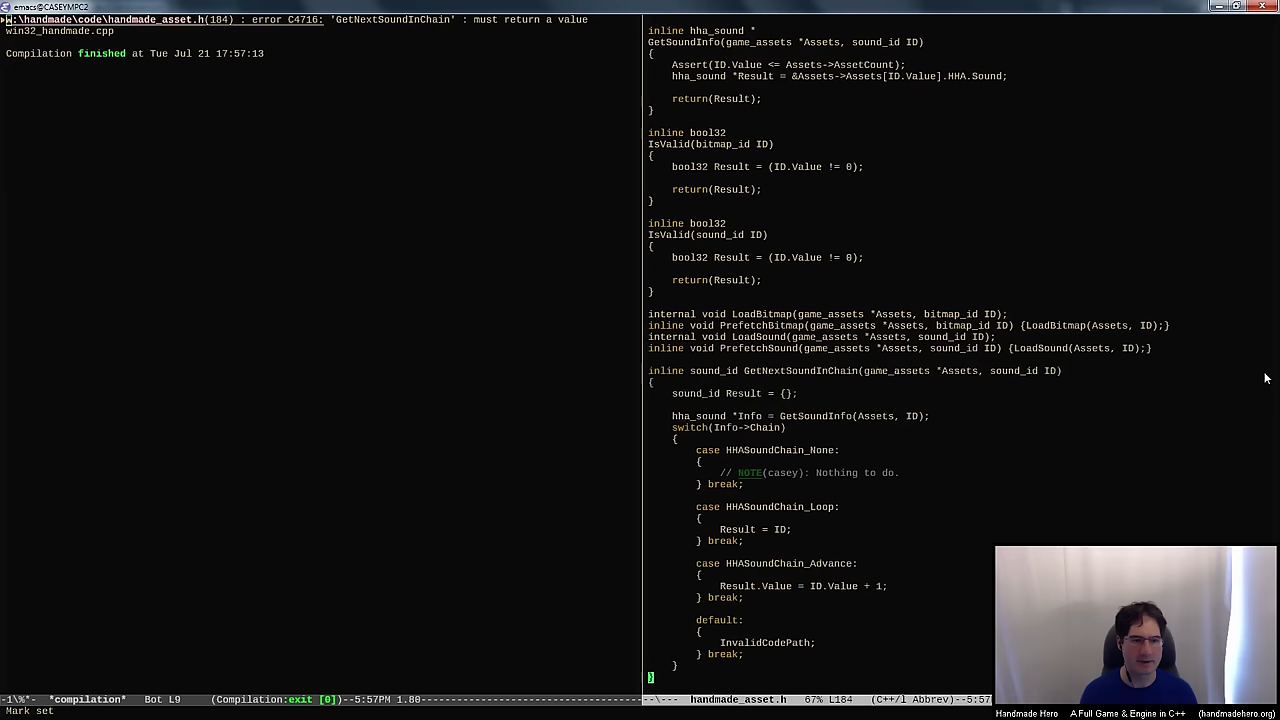 emacs@CASEYMPC2
w:\handmade\code\handmade_asset.h(184) : error C4716: 'GetNextSoundInChain' : must return a value
win32_handmade.cpp
Compilation finished at Tue Jul 21 17:57:13
inline hha_sound *
GetSoundInfo(game_assets *Assets, sound_id ID)
{
    Assert(ID.Value <= Assets->AssetCount);
    hha_sound *Result = &Assets->Assets[ID.Value].HHA.Sound;
    return(Result);
}
inline bool32
IsValid(bitmap_id ID)
{
    bool32 Result = (ID.Value != 0);
    return(Result);
}
inline bool32
IsValid(sound_id ID)
{
    bool32 Result = (ID.Value != 0);
    return(Result);
}
internal void LoadBitmap(game_assets *Assets, bitmap_id ID);
inline void PrefetchBitmap(game_assets *Assets, bitmap_id ID) {LoadBitmap(Assets, ID);}
internal void LoadSound(game_assets *Assets, sound_id ID);
inline void PrefetchSound(game_assets *Assets, sound_id ID) {LoadSound(Assets, ID);}
inline sound_id GetNextSoundInChain(game_assets *Assets, sound_id ID)
{
    sound_id Result = {};
    hha_sound *Info = GetSoundInfo(Assets, ID);
    switch(Info->Chain)
    {
        case HHASoundChain_None:
        {
            // NOTE(casey): Nothing to do.
        } break;
        case HHASoundChain_Loop:
        {
            Result = ID;
        } break;
        case HHASoundChain_Advance:
        {
            Result.Value = ID.Value + 1;
        } break;
        default:
        {
            InvalidCodePath;
        } break;
    }
}
-1\%*-  *compilation*   Bot L9     (Compilation:exit [0])--5:57PM 1.80
--\---  handmade_asset.h   67% L184   (C++/l Abbrev)--5:57
Mark set
Handmade Hero    A Full Game & Engine in C++    (handmadehero.org)